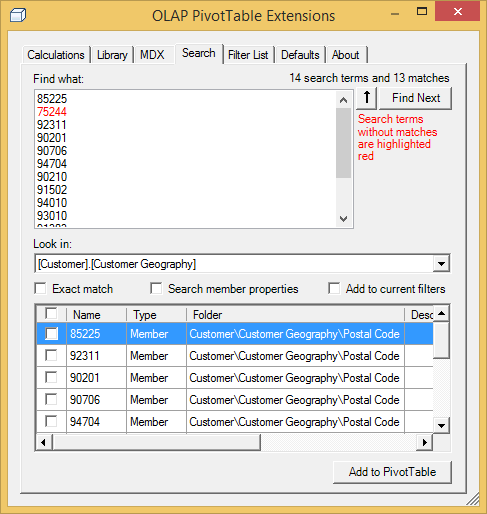 OLAP PivotTable Extensions
Calculations Library MDX Search Filter List Defaults About
Find what: 14 search terms and 13 matches
85225
75244
92311
90201
90706
94704
90210
91502
94010
93010
Find Next
Search terms
without matches
are highlighted
red
Look in:
[Customer].[Customer Geography]
Exact match Search member properties Add to current filters
Name Type Folder Desc
85225 Member Customer\Customer Geography\Postal Code
92311 Member Customer\Customer Geography\Postal Code
90201 Member Customer\Customer Geography\Postal Code
90706 Member Customer\Customer Geography\Postal Code
94704 Member Customer\Customer Geography\Postal Code
Add to PivotTable